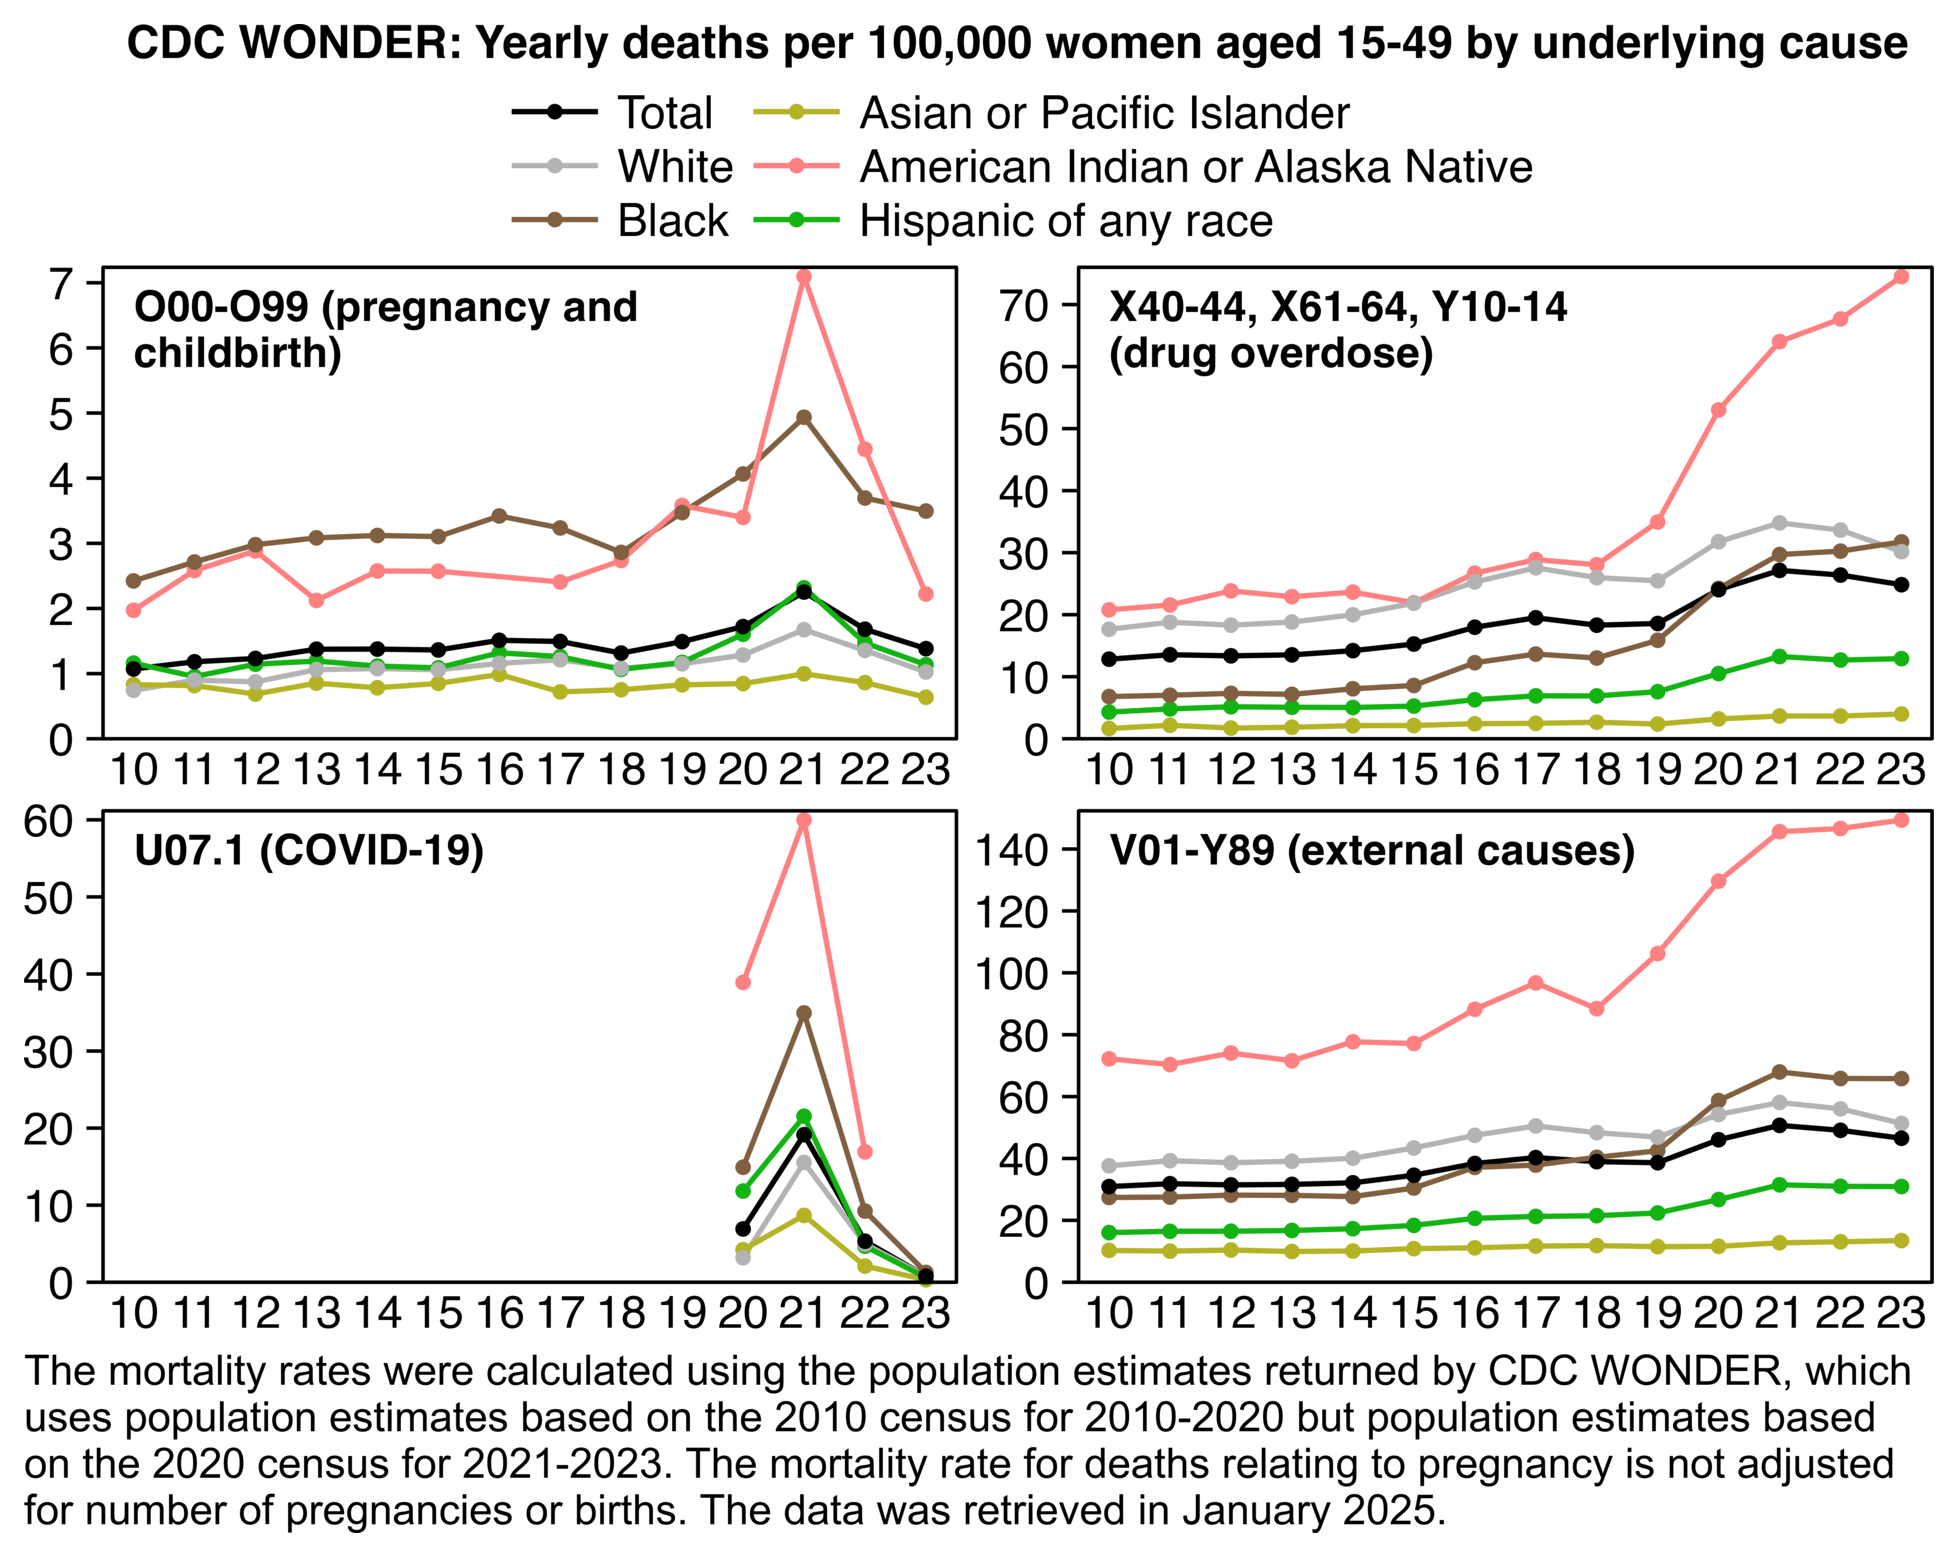 CDC WONDER: Yearly deaths per 100,000 women aged 15-49 by underlying cause
Total
Asian or Pacific Islander
White
American Indian or Alaska Native
Black
Hispanic of any race
O00-O99 (pregnancy and
childbirth)
7
6
5
4
3
2
1
0
10 11 12 13 14 15 16 17 18 19 20 21 22 23
X40-44, X61-64, Y10-14
(drug overdose)
70
60
50
40
30
20
10
0
10 11 12 13 14 15 16 17 18 19 20 21 22 23
U07.1 (COVID-19)
60
50
40
30
20
10
0
10 11 12 13 14 15 16 17 18 19 20 21 22 23
V01-Y89 (external causes)
140
120
100
80
60
40
20
0
10 11 12 13 14 15 16 17 18 19 20 21 22 23
The mortality rates were calculated using the population estimates returned by CDC WONDER, which
uses population estimates based on the 2010 census for 2010-2020 but population estimates based
on the 2020 census for 2021-2023. The mortality rate for deaths relating to pregnancy is not adjusted
for number of pregnancies or births. The data was retrieved in January 2025.